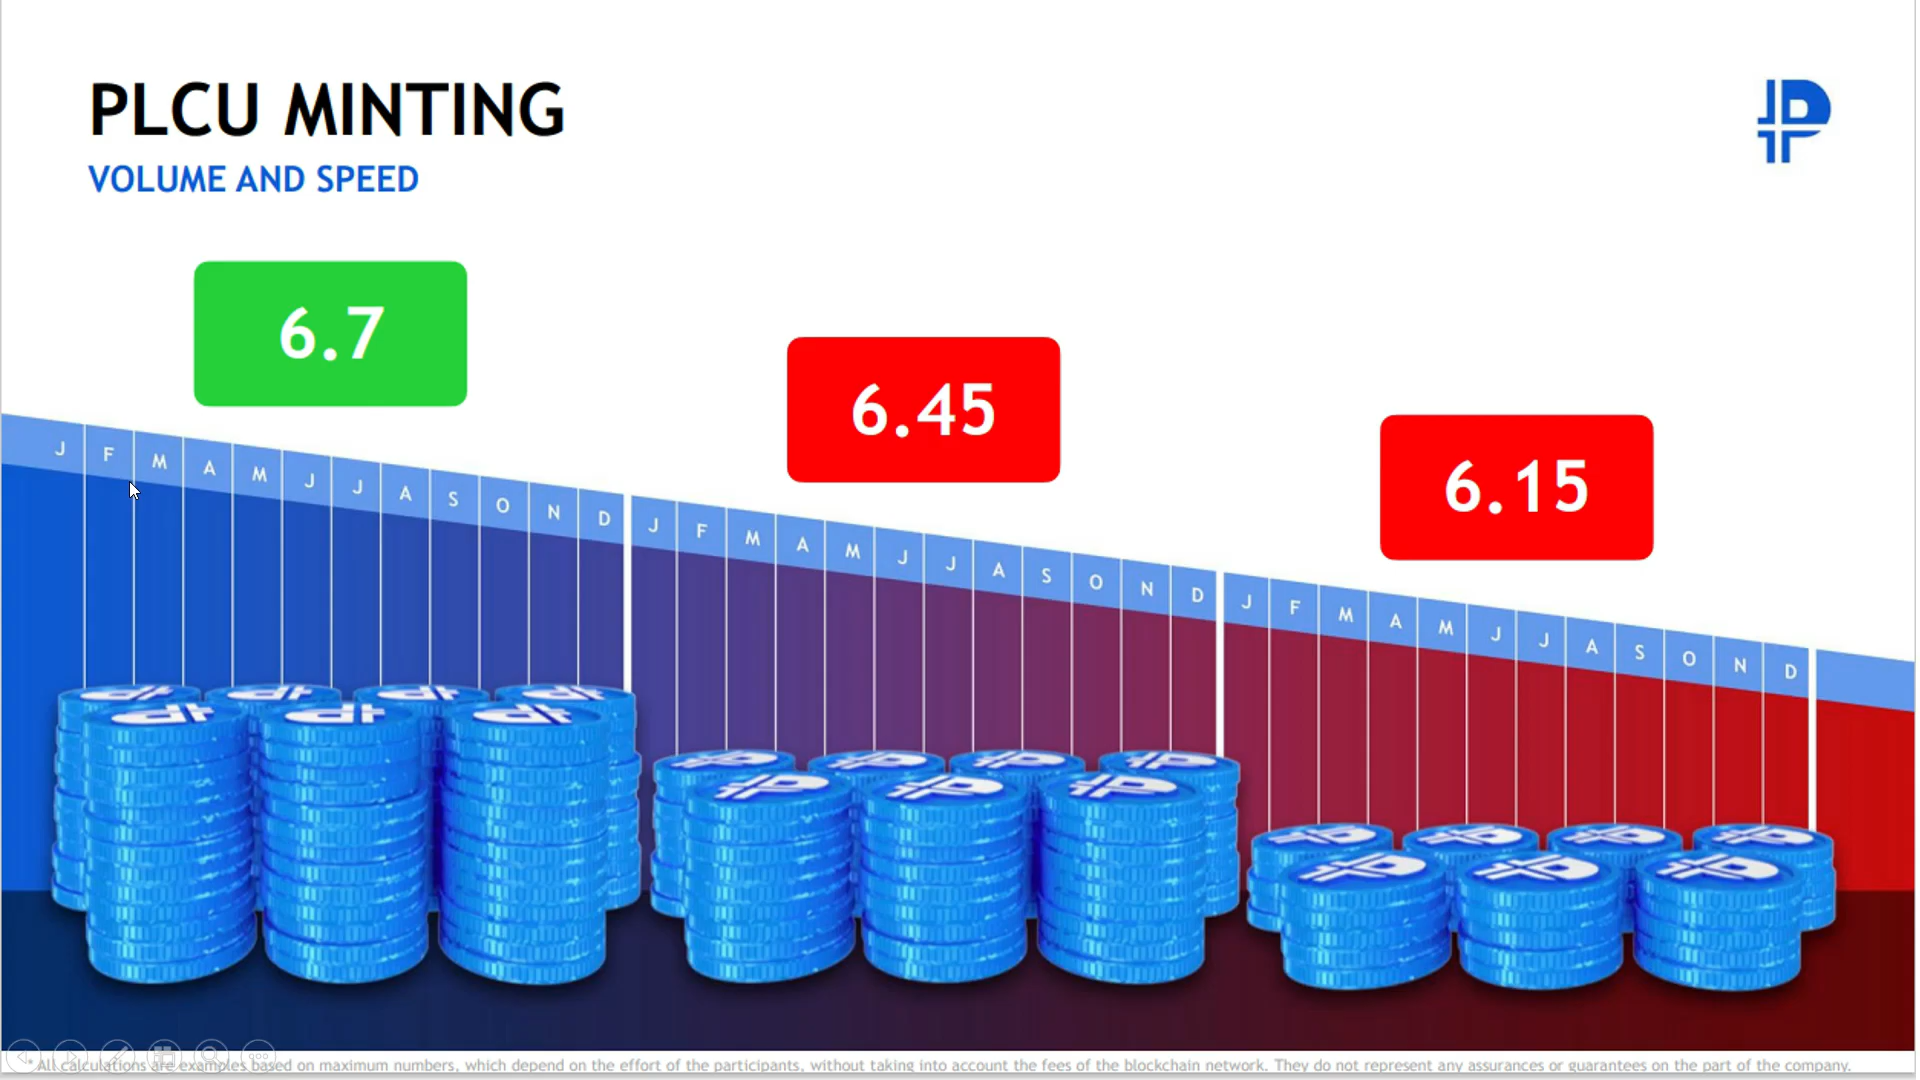 PLCU MINTING
VOLUME AND SPEED
6.7
6.45
6.15
J F M A M J J A S O N D
J F M A M J J A S O N D
J F M A M J J A S O N D
* All calculations are examples based on maximum numbers, which depend on the effort of the participants, without taking into account the fees of the blockchain network. They do not represent any assurances or guarantees on the part of the company.